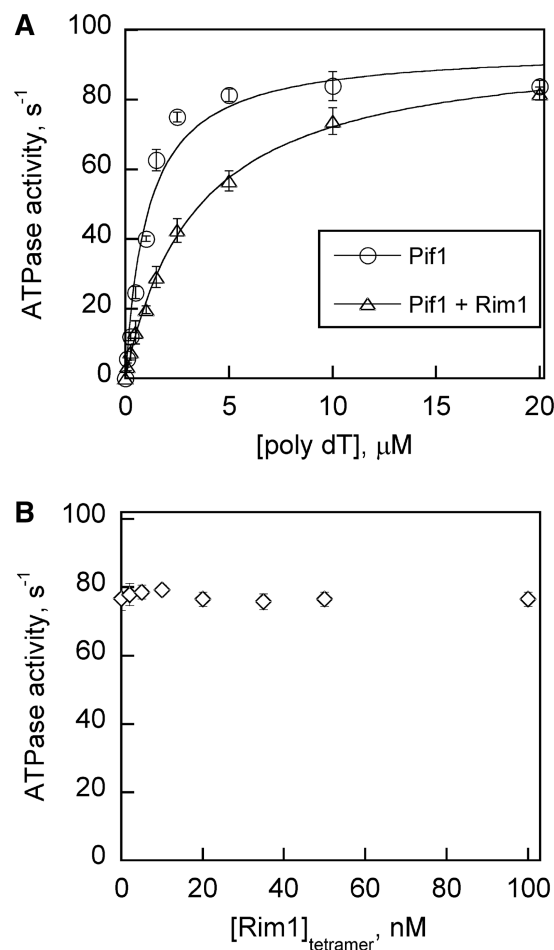 A
100
80
60
40
20
0
ATPase activity, s-1
Pif1
Pif1 + Rim1
0 5 10 15 20
[poly dT], μM
B
100
80
60
40
20
0
ATPase activity, s-1
0 20 40 60 80 100
[Rim1]tetramer, nM